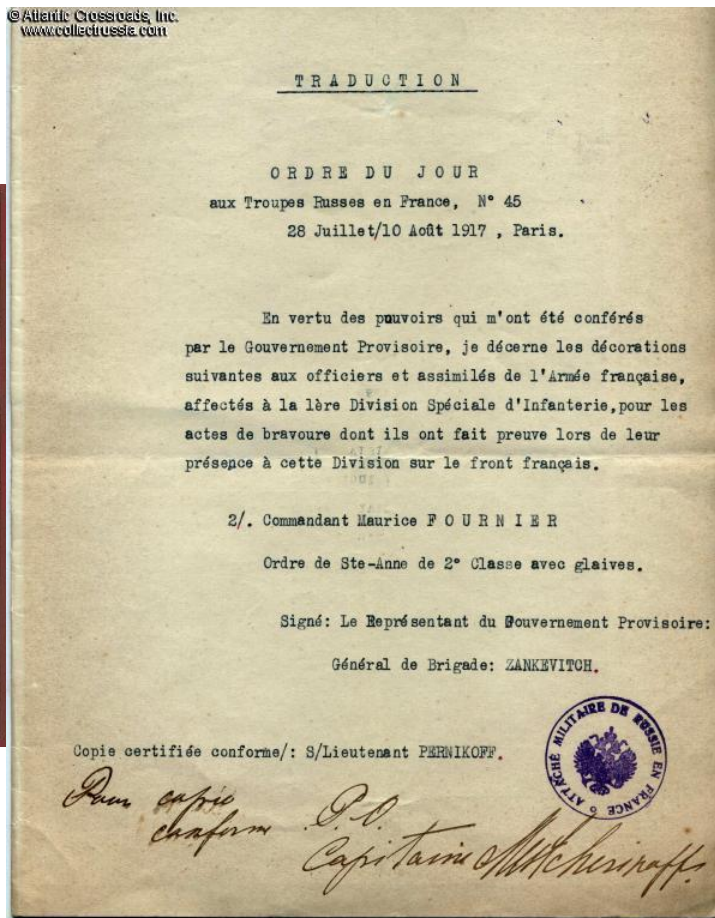 © Atlantic Crossroads, Inc.
www.collectrussia.com
TRADUCTION
ORDRE DU JOUR
aux Troupes Russes en France, N° 45
28 Juillet/10 Août 1917 , Paris.
En vertu des pouvoirs qui m'ont été conférés
par le Gouvernement Provisoire, je décerne les décorations
suivantes aux officiers et assimilés de l'Armée française,
affectés à la 1ère Division Spéciale d'Infanterie,pour les
actes de bravoure dont ils ont fait preuve lors de leur
présence à cette Division sur le front français.
2/. Commandant Maurice FOURNIER
Ordre de Ste-Anne de 2° Classe avec glaives.
Signé: Le Représentant du Gouvernement Provisoire:
Général de Brigade: ZANKEVITCH.
ATTACHÉ MILITAIRE DE RUSSIE EN FRANCE
Copie certifiée conforme/: S/Lieutenant PERNIKOFF.
Pour copie
conforme P.O.
Capitaine